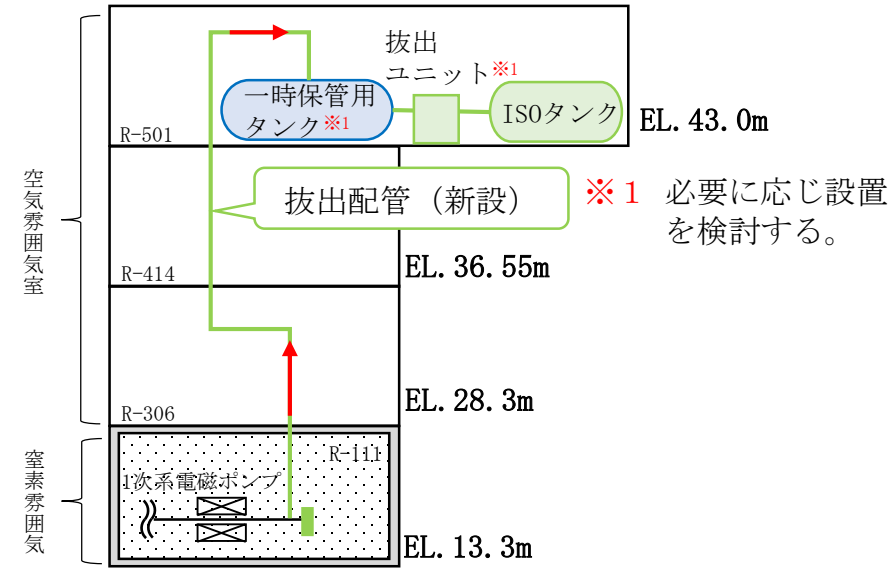 抜出
ユニット※1
一時保管用
タンク※1
ISOタンク
EL. 43. 0m
R-501
空気雰囲気室
抜出配管（新設）
※１ 必要に応じ設置
を検討する。
R-414
EL. 36. 55m
R-306
EL. 28. 3m
窒素雰囲気
R-111
1次系電磁ポンプ
EL. 13. 3m